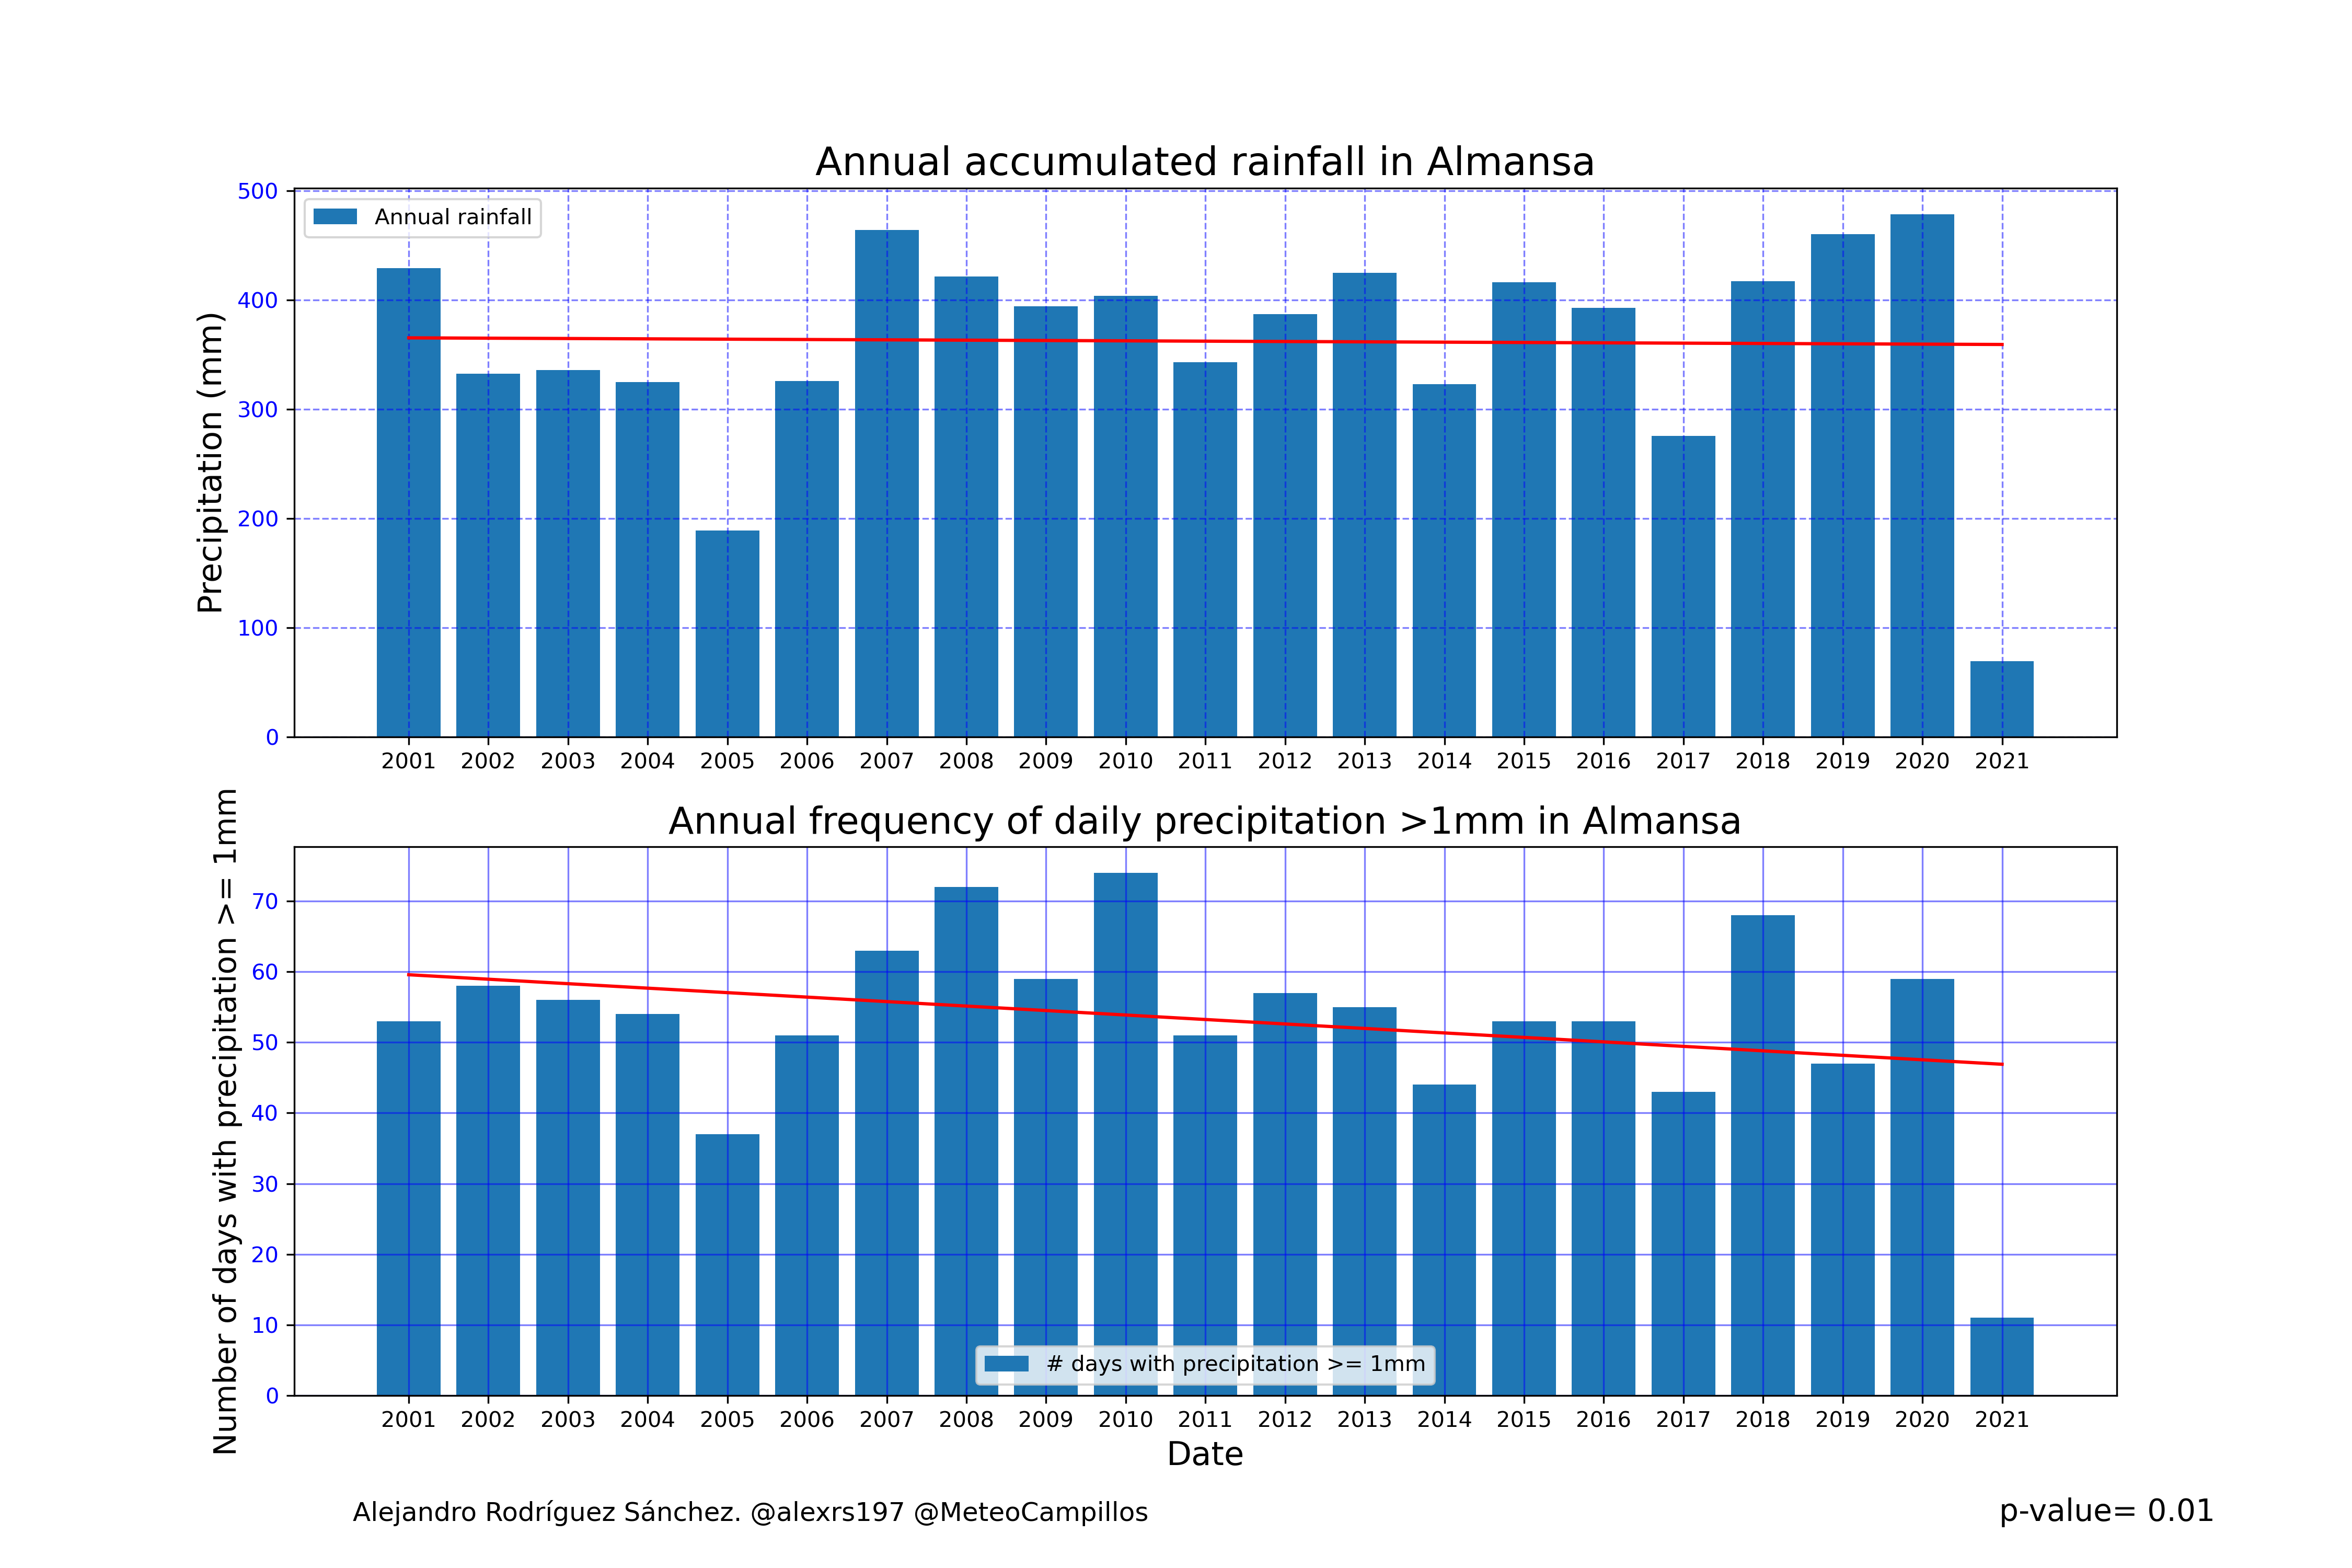 Annual accumulated rainfall in Almansa
Precipitation (mm)
500
400
300
200
100
0
Annual rainfall
2001 2002 2003 2004 2005 2006 2007 2008 2009 2010 2011 2012 2013 2014 2015 2016 2017 2018 2019 2020 2021
Annual frequency of daily precipitation >1mm in Almansa
Number of days with precipitation >= 1mm
70
60
50
40
30
20
10
0
# days with precipitation >= 1mm
2001 2002 2003 2004 2005 2006 2007 2008 2009 2010 2011 2012 2013 2014 2015 2016 2017 2018 2019 2020 2021
Date
Alejandro Rodríguez Sánchez. @alexrs197 @MeteoCampillos
p-value= 0.01